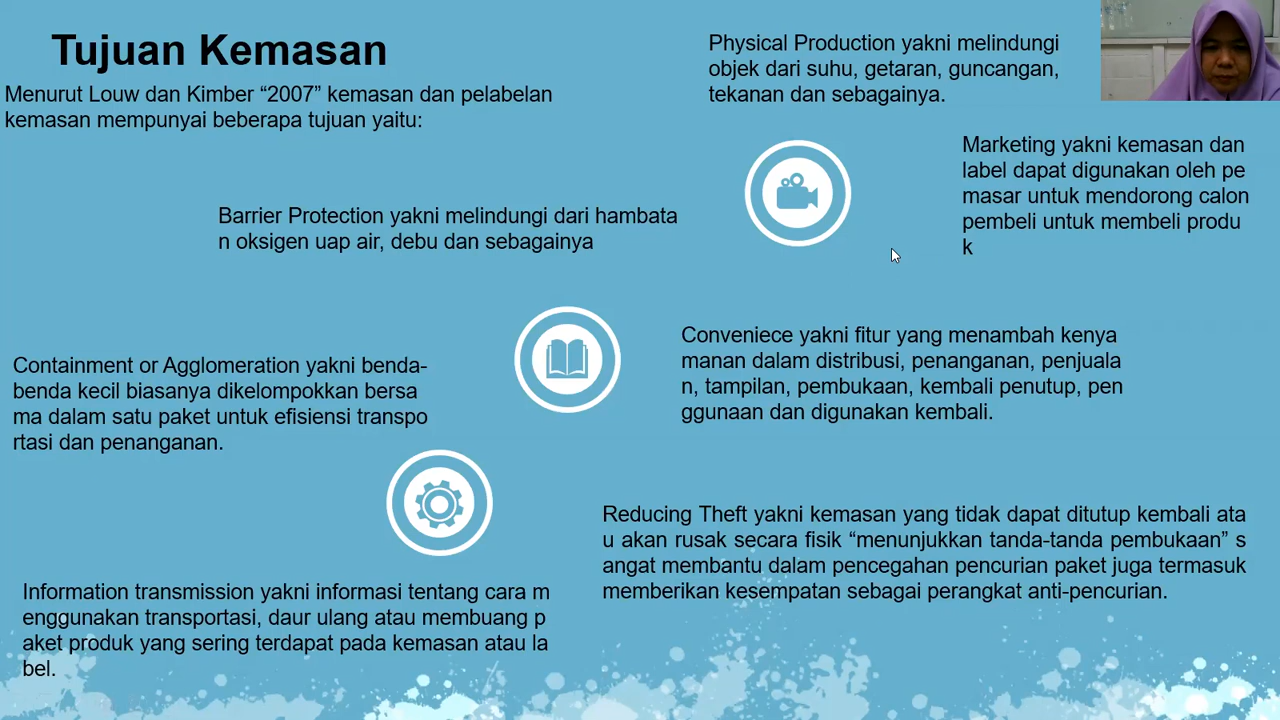 Tujuan Kemasan
Menurut Louw dan Kimber “2007” kemasan dan pelabelan
kemasan mempunyai beberapa tujuan yaitu:
Physical Production yakni melindungi
objek dari suhu, getaran, guncangan,
tekanan dan sebagainya.
Marketing yakni kemasan dan
label dapat digunakan oleh pe
masar untuk mendorong calon
pembeli untuk membeli produ
k
Barrier Protection yakni melindungi dari hambata
n oksigen uap air, debu dan sebagainya
Conveniece yakni fitur yang menambah kenya
manan dalam distribusi, penanganan, penjuala
n, tampilan, pembukaan, kembali penutup, pen
ggunaan dan digunakan kembali.
Containment or Agglomeration yakni benda-
benda kecil biasanya dikelompokkan bersa
ma dalam satu paket untuk efisiensi transpo
rtasi dan penanganan.
Reducing Theft yakni kemasan yang tidak dapat ditutup kembali ata
u akan rusak secara fisik “menunjukkan tanda-tanda pembukaan” s
angat membantu dalam pencegahan pencurian paket juga termasuk
memberikan kesempatan sebagai perangkat anti-pencurian.
Information transmission yakni informasi tentang cara m
enggunakan transportasi, daur ulang atau membuang p
aket produk yang sering terdapat pada kemasan atau la
bel.